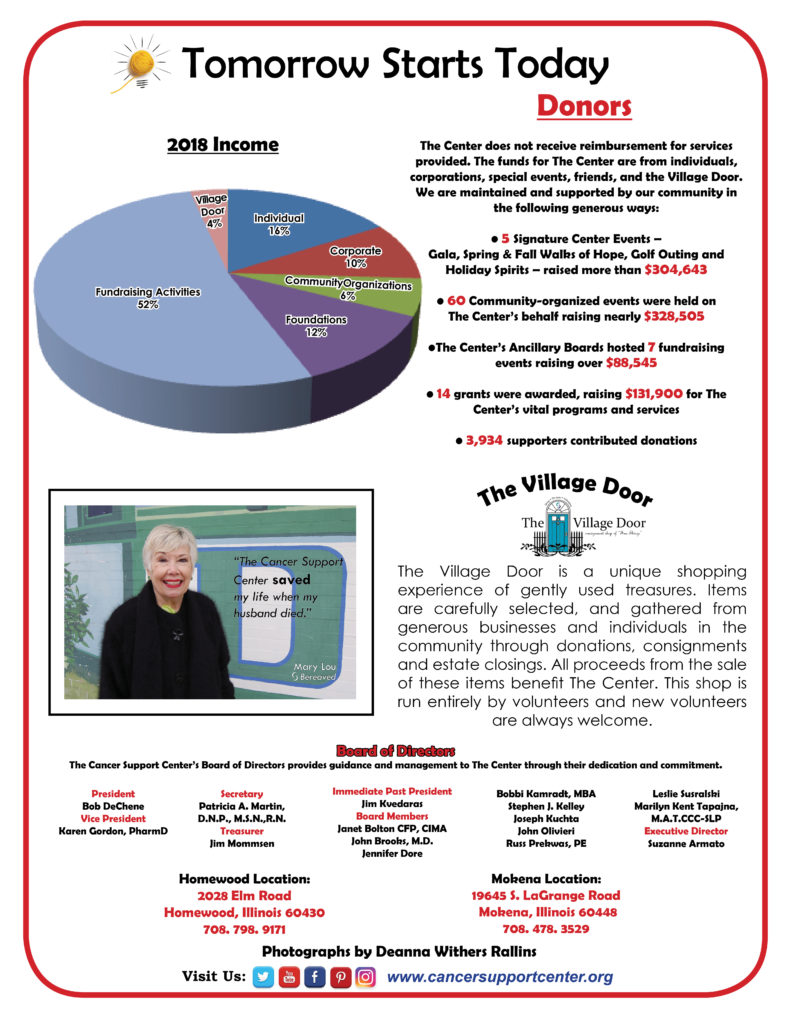 Tomorrow Starts Today
Donors
2018 Income
Village
Door
4%
Individual
16%
Corporate
10%
CommunityOrganizations
6%
Foundations
12%
Fundraising Activities
52%
The Center does not receive reimbursement for services
provided. The funds for The Center are from individuals,
corporations, special events, friends, and the Village Door.
We are maintained and supported by our community in
the following generous ways:
• 5 Signature Center Events –
Gala, Spring & Fall Walks of Hope, Golf Outing and
Holiday Spirits – raised more than $304,643
• 60 Community-organized events were held on
The Center's behalf raising nearly $328,505
•The Center's Ancillary Boards hosted 7 fundraising
events raising over $88,545
• 14 grants were awarded, raising $131,900 for The
Center's vital programs and services
• 3,934 supporters contributed donations
"The Cancer Support
Center saved
my life when my
husband died."
Mary Lou
Bereaved
The Village Door
The Village Door
The Village Door is a unique shopping
experience of gently used treasures. Items
are carefully selected, and gathered from
generous businesses and individuals in the
community through donations, consignments
and estate closings. All proceeds from the sale
of these items benefit The Center. This shop is
run entirely by volunteers and new volunteers
are always welcome.
Board of Directors
The Cancer Support Center's Board of Directors provides guidance and management to The Center through their dedication and commitment.
President
Bob DeChene
Vice President
Karen Gordon, PharmD
Secretary
Patricia A. Martin,
D.N.P., M.S.N.,R.N.
Treasurer
Jim Mommsen
Immediate Past President
Jim Kvedaras
Board Members
Janet Bolton CFP, CIMA
John Brooks, M.D.
Jennifer Dore
Bobbi Kamradt, MBA
Stephen J. Kelley
Joseph Kuchta
John Olivieri
Russ Prekwas, PE
Leslie Susralski
Marilyn Kent Tapajna,
M.A.T.CCC-SLP
Executive Director
Suzanne Armato
Homewood Location:
2028 Elm Road
Homewood, Illinois 60430
708. 798. 9171
Mokena Location:
19645 S. LaGrange Road
Mokena, Illinois 60448
708. 478. 3529
Photographs by Deanna Withers Rallins
Visit Us:
www.cancersupportcenter.org